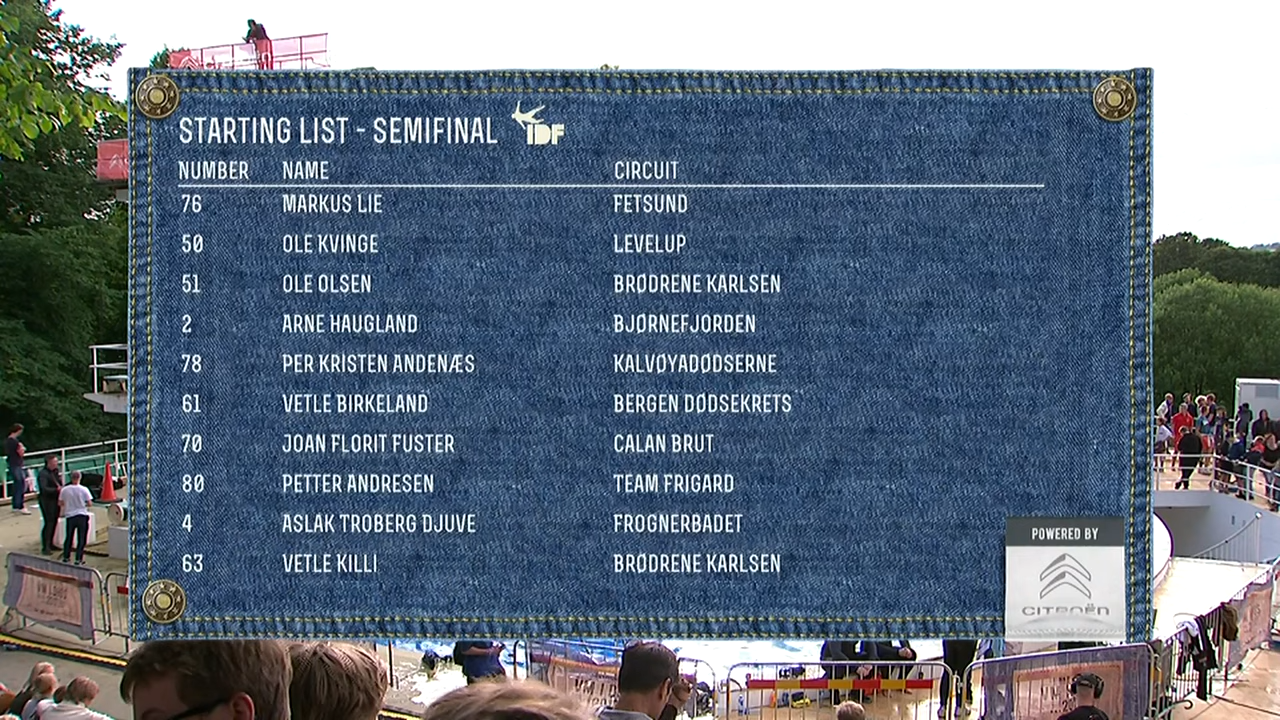 STARTING LIST - SEMIFINAL IDF
NUMBER NAME CIRCUIT
76 MARKUS LIE FETSUND
50 OLE KVINGE LEVELUP
51 OLE OLSEN BRØDRENE KARLSEN
2 ARNE HAUGLAND BJØRNEFJORDEN
78 PER KRISTEN ANDENÆS KALVØYADØDSERNE
61 VETLE BIRKELAND BERGEN DØDSEKRETS
70 JOAN FLORIT FUSTER CALAN BRUT
80 PETTER ANDRESEN TEAM FRIGARD
4 ASLAK TROBERG DJUVE FROGNERBADET
63 VETLE KILLI BRØDRENE KARLSEN
POWERED BY
CITROËN